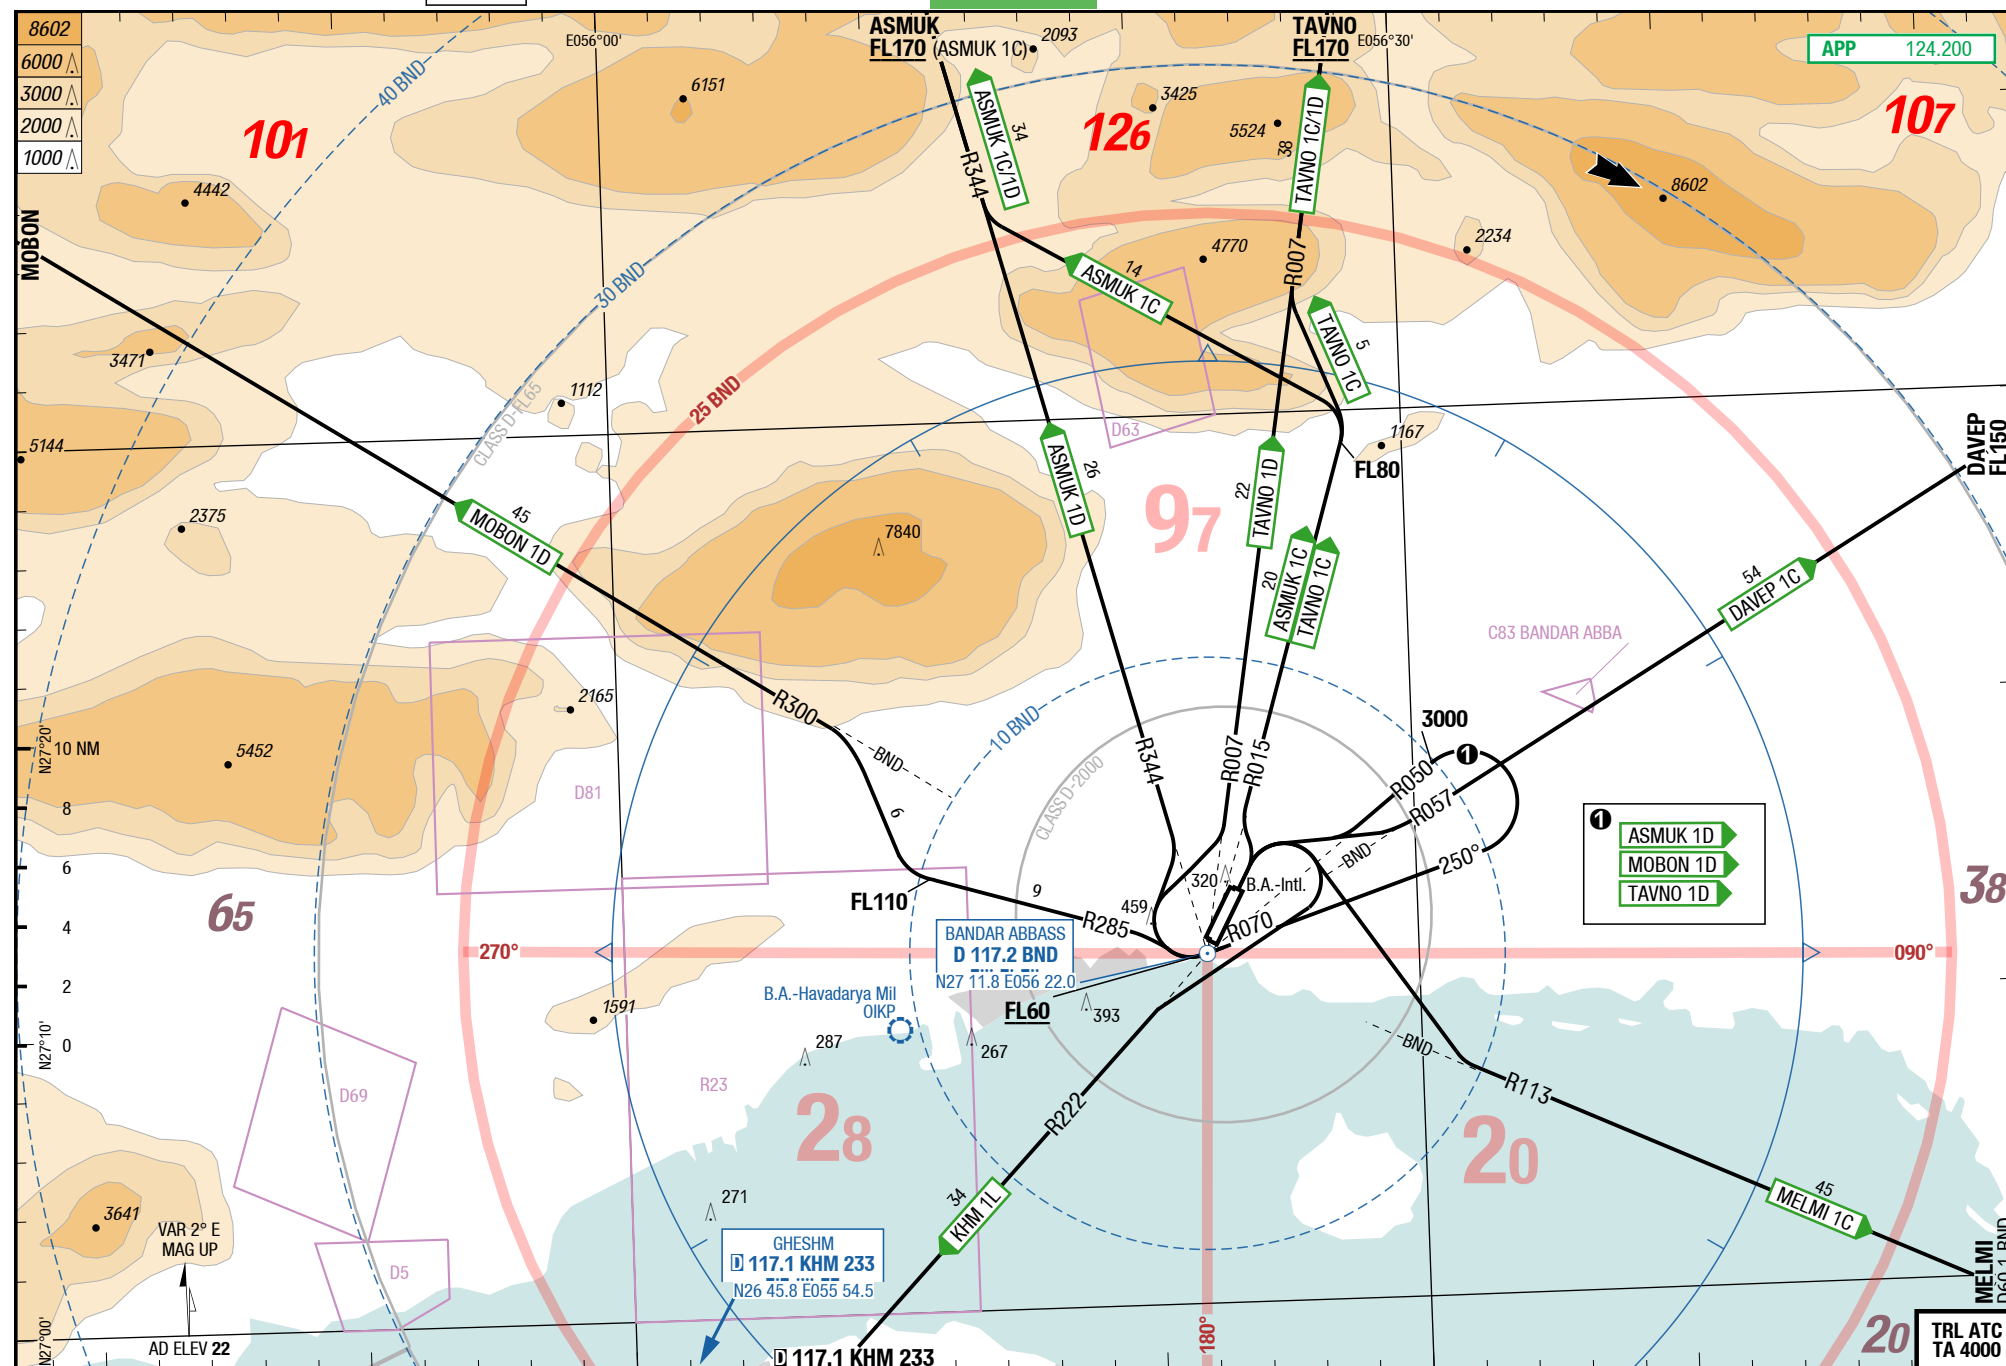 8602
6000
3000
2000
1000
ASMUK
FL170 (ASMUK 1C)
TAVNO
FL170
E056°00'
E056°30'
2093
APP 124.200
40 BND
6151
3425
5524
101
126
107
34
ASMUK 1C/1D
R344
38
TAVNO 1C/1D
8602
4442
MOBON
30 BND
4770
2234
R007
14
ASMUK 1C
5
TAVNO 1C
3471
1112
25 BND
CLASS D-FL65
D63
1167
5144
DAVEP
FL150
FL80
26
ASMUK 1D
22
TAVNO 1D
97
2375
45
MOBON 1D
7840
20
ASMUK 1C
TAVNO 1C
54
DAVEP 1C
C83 BANDAR ABBA
2165
R300
BND
10 BND
3000
1
R344
R007
R015
R050
R057
N27°20'
10 NM
5452
D81
8
6
6
CLASS D-2000
1
ASMUK 1D
MOBON 1D
TAVNO 1D
BND
250°
320
B.A.-Intl.
9
FL110
459
R285
R070
65
38
4
270°
090°
BANDAR ABBASS
D 117.2 BND
N27 11.8 E056 22.0
2
B.A.-Havadarya Mil
OIKP
1591
FL60
393
287
267
N27°10'
0
BND
R113
D69
R23
28
R222
20
3641
VAR 2° E
MAG UP
271
34
KHM 1L
45
MELMI 1C
GHESHM
D 117.1 KHM 233
N26 45.8 E055 54.5
D5
MELMI
D60.1 BND
N27°00'
AD ELEV 22
D 117.1 KHM 233
180°
20
TRL ATC
TA 4000